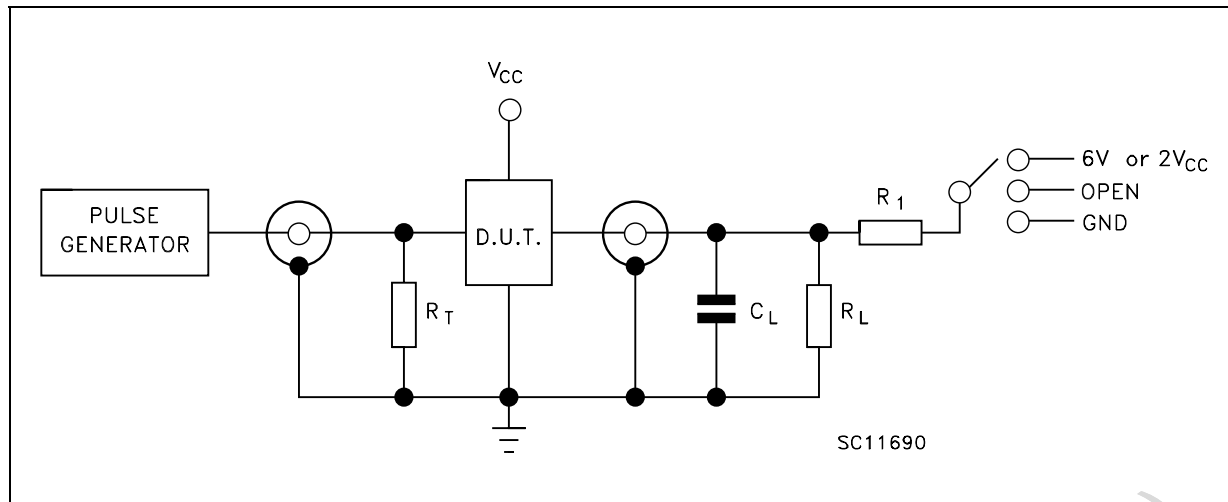 VCC
6V or 2VCC
OPEN
GND
R1
PULSE
GENERATOR
D.U.T.
RT
CL
RL
SC11690